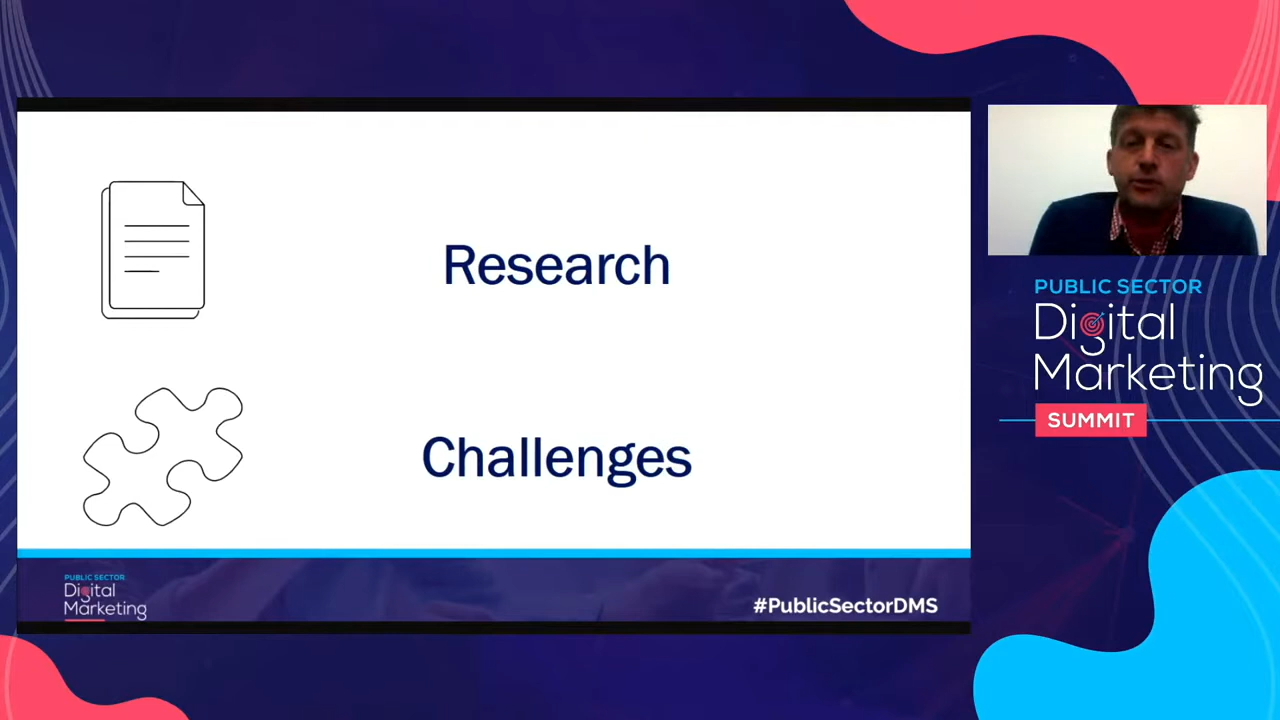 Research
Challenges
PUBLIC SECTOR
Digital
Marketing
#PublicSectorDMS
PUBLIC SECTOR
Digital
Marketing
SUMMIT